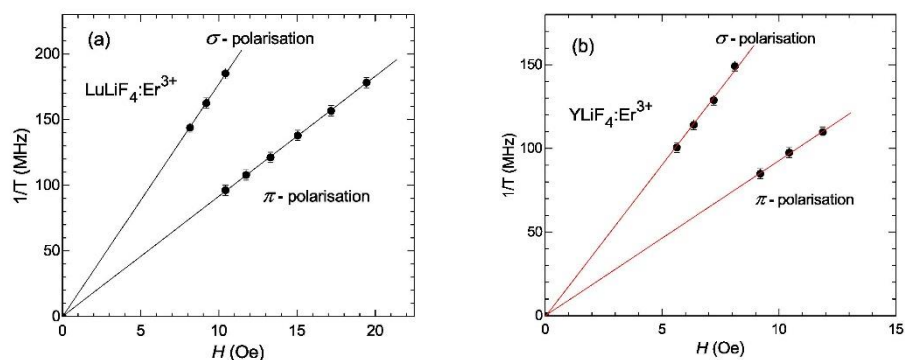 (a)
σ - polarisation
LuLiF₄:Er³⁺
π - polarisation
1/T (MHz)
200
150
100
50
0
0 5 10 15 20
H (Oe)
(b)
σ - polarisation
YLiF₄:Er³⁺
π - polarisation
1/T (MHz)
150
100
50
0
0 5 10 15
H (Oe)